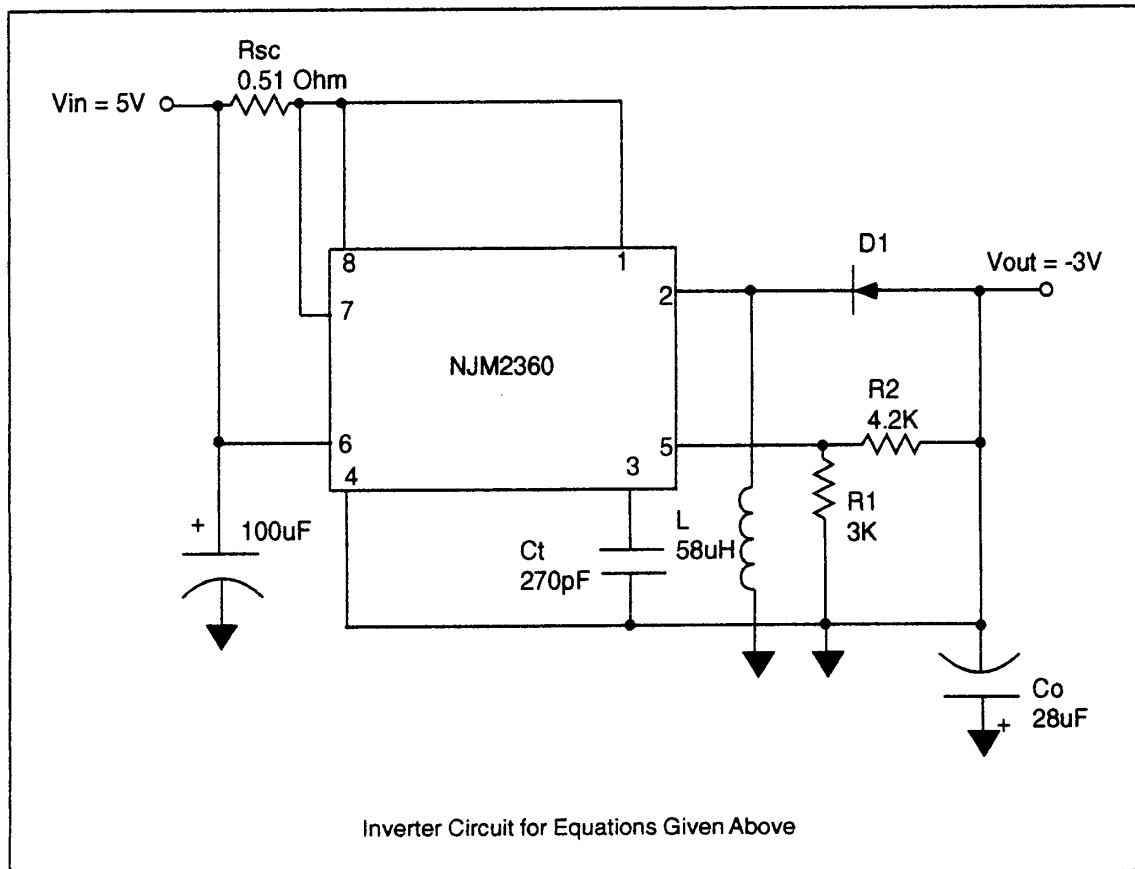 Rsc
0.51 Ohm
Vin = 5V
8
1
D1
Vout = -3V
2
7
NJM2360
R2
4.2K
6
5
4
3
R1
3K
L
58uH
+
100uF
Ct
270pF
Co
28uF
+
Inverter Circuit for Equations Given Above